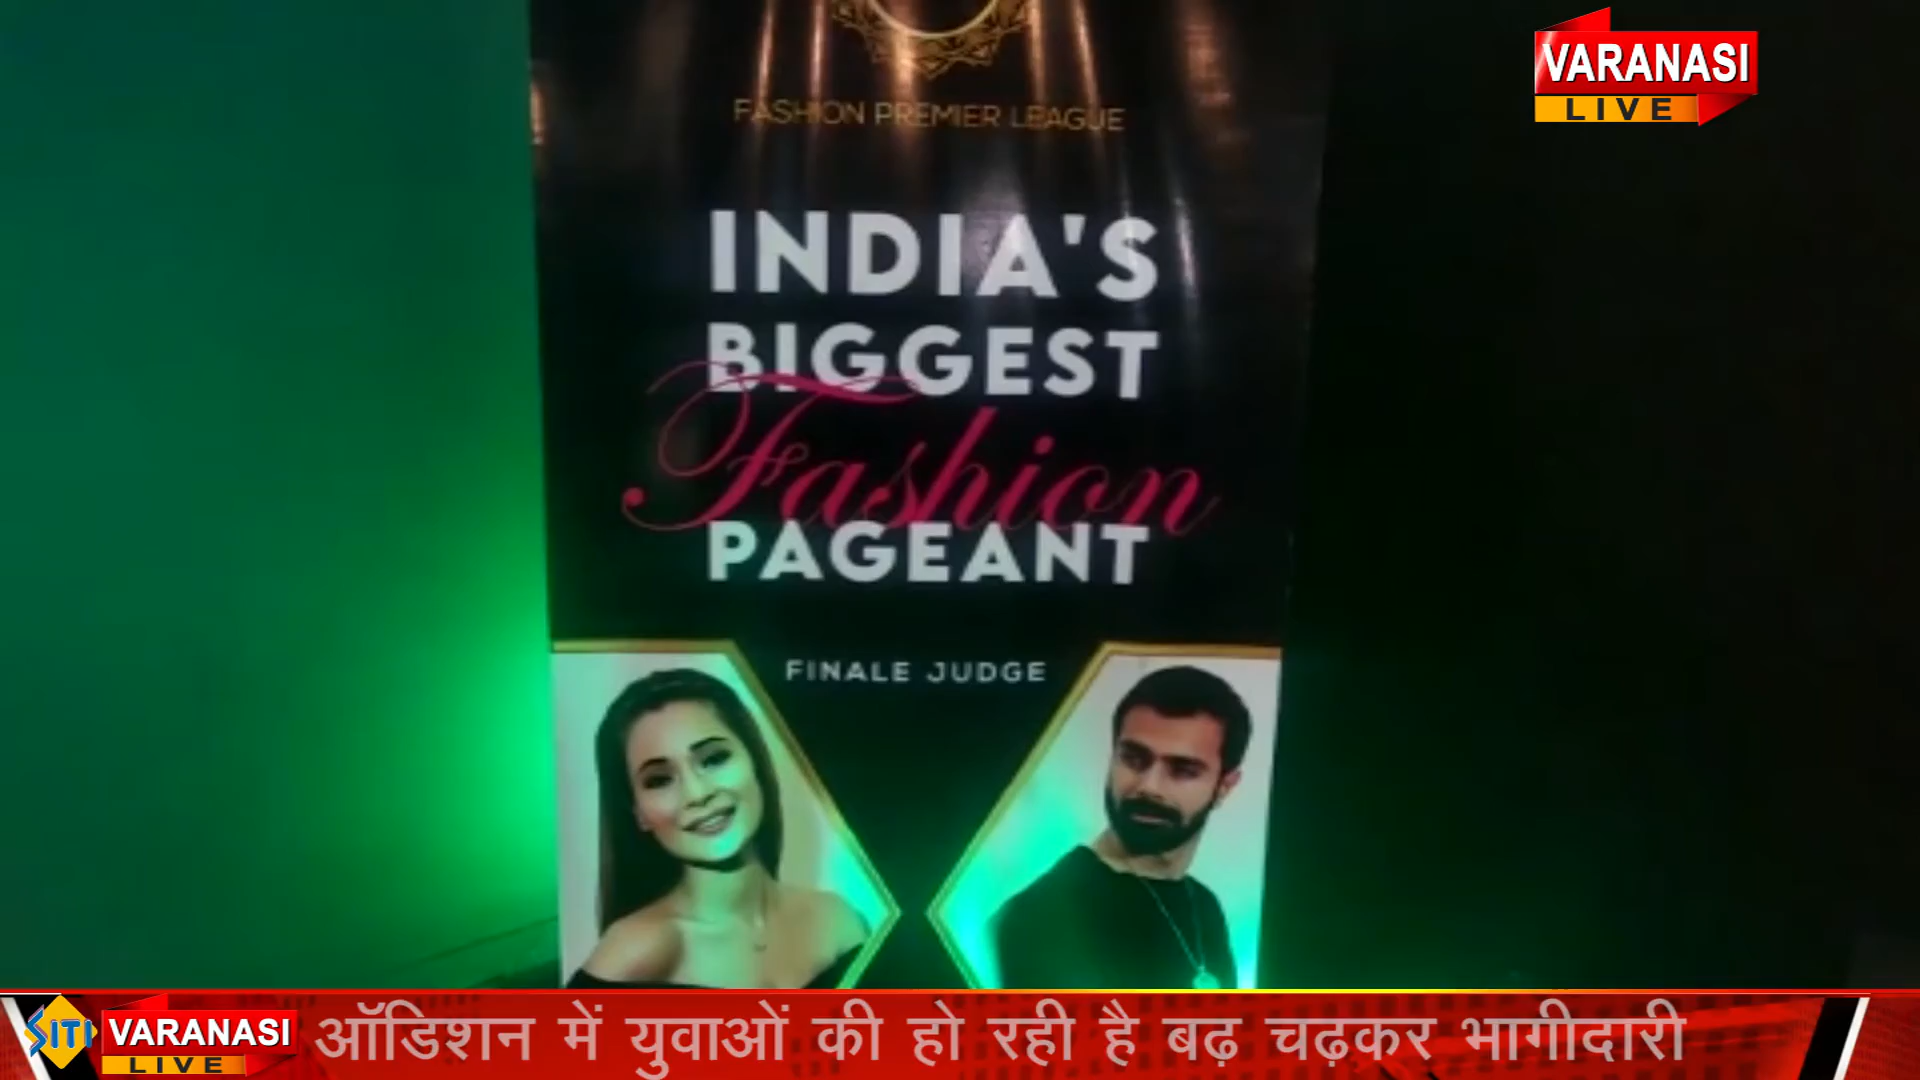 VARANASI
LIVE
FASHION PREMIER LEAGUE
INDIA'S
BIGGEST
Fashion
PAGEANT
FINALE JUDGE
SITI
VARANASI
LIVE
ऑडिशन में युवाओं की हो रही है बढ़ चढ़कर भागीदारी